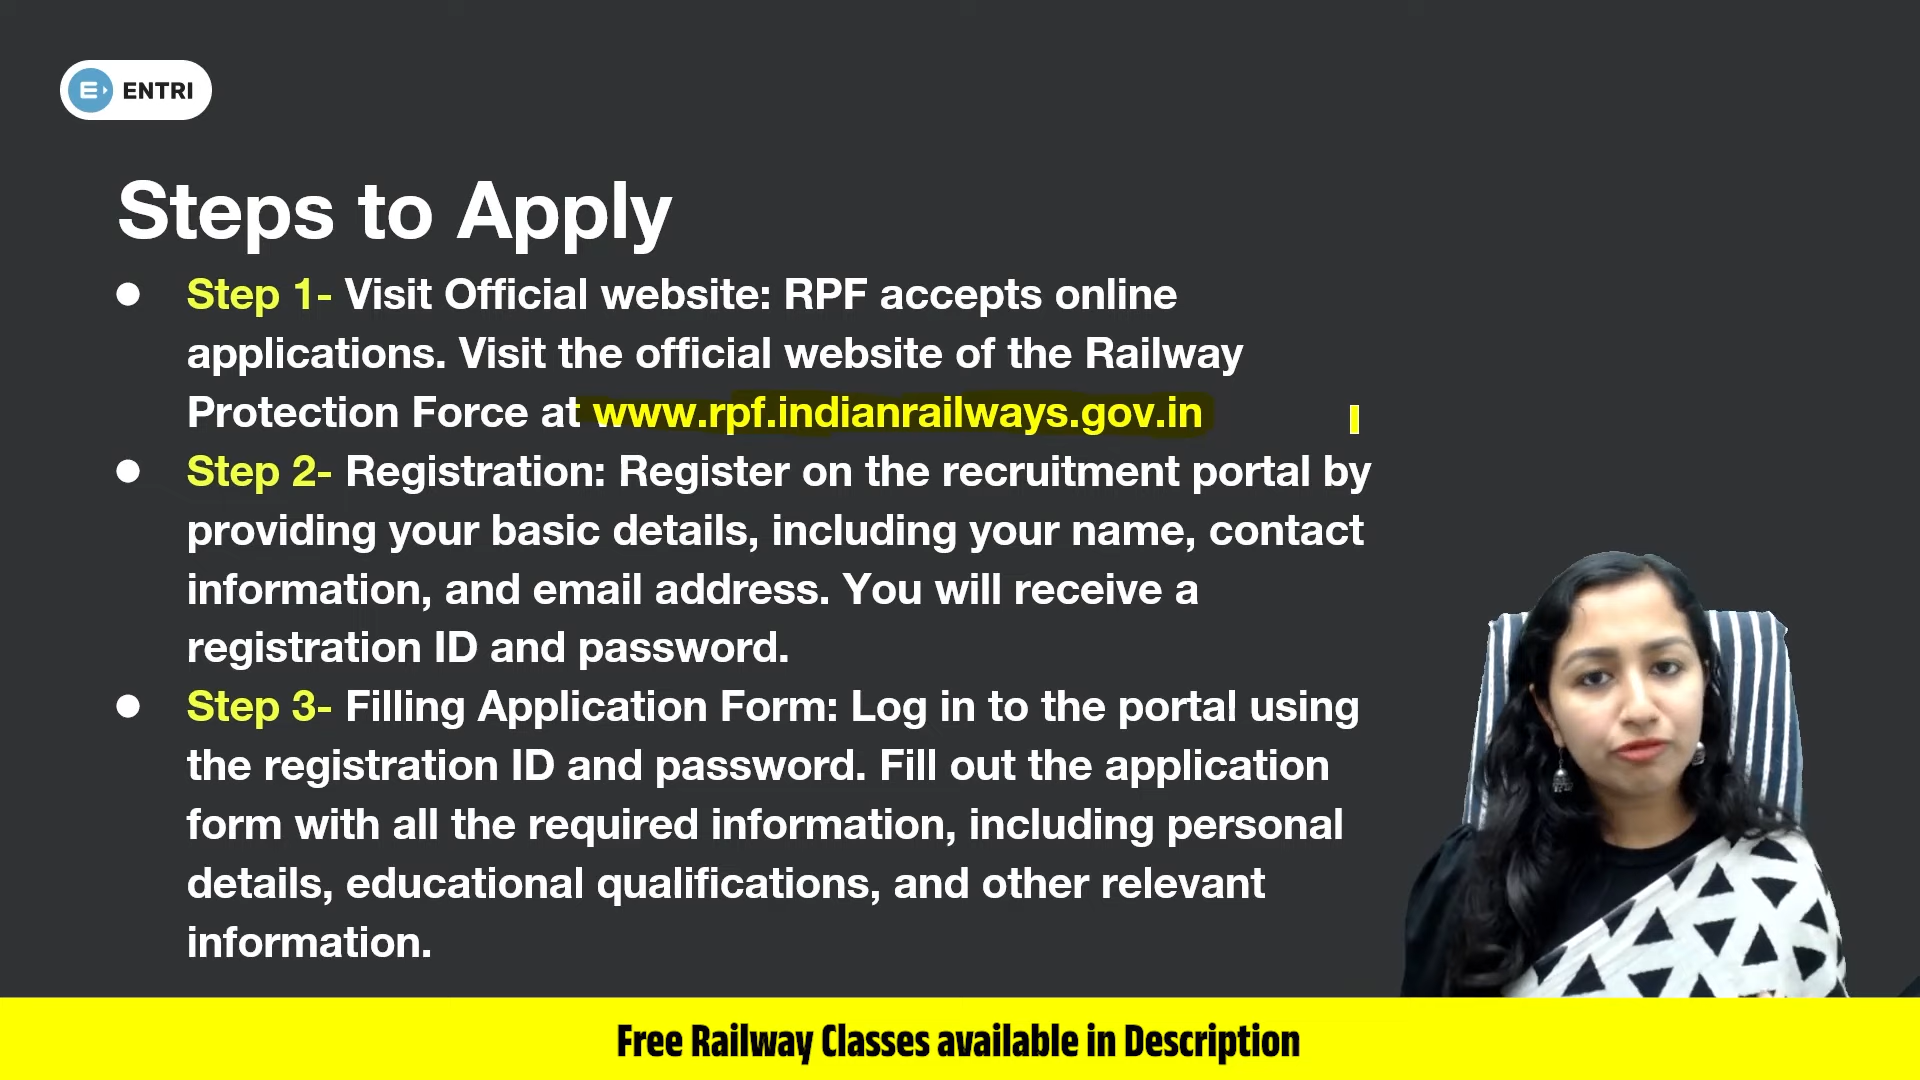 ENTRI
Steps to Apply
Step 1- Visit Official website: RPF accepts online
applications. Visit the official website of the Railway
Protection Force at www.rpf.indianrailways.gov.in
Step 2- Registration: Register on the recruitment portal by
providing your basic details, including your name, contact
information, and email address. You will receive a
registration ID and password.
Step 3- Filling Application Form: Log in to the portal using
the registration ID and password. Fill out the application
form with all the required information, including personal
details, educational qualifications, and other relevant
information.
Free Railway Classes available in Description